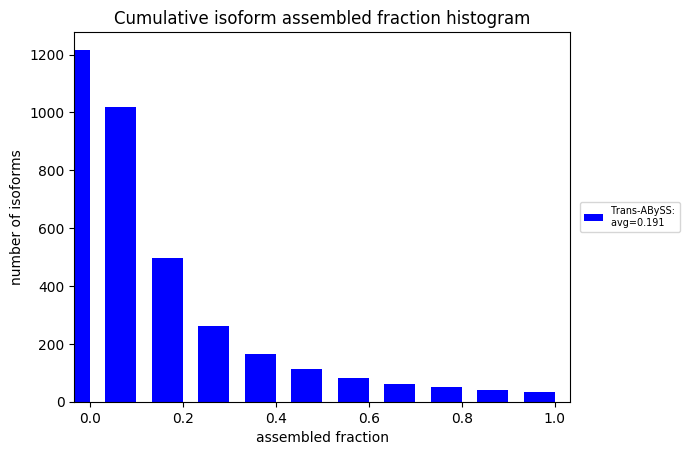 Cumulative isoform assembled fraction histogram
number of isoforms
1200
1000
800
600
400
200
0
0.0 0.2 0.4 0.6 0.8 1.0
assembled fraction
Trans-ABySS:
avg=0.191